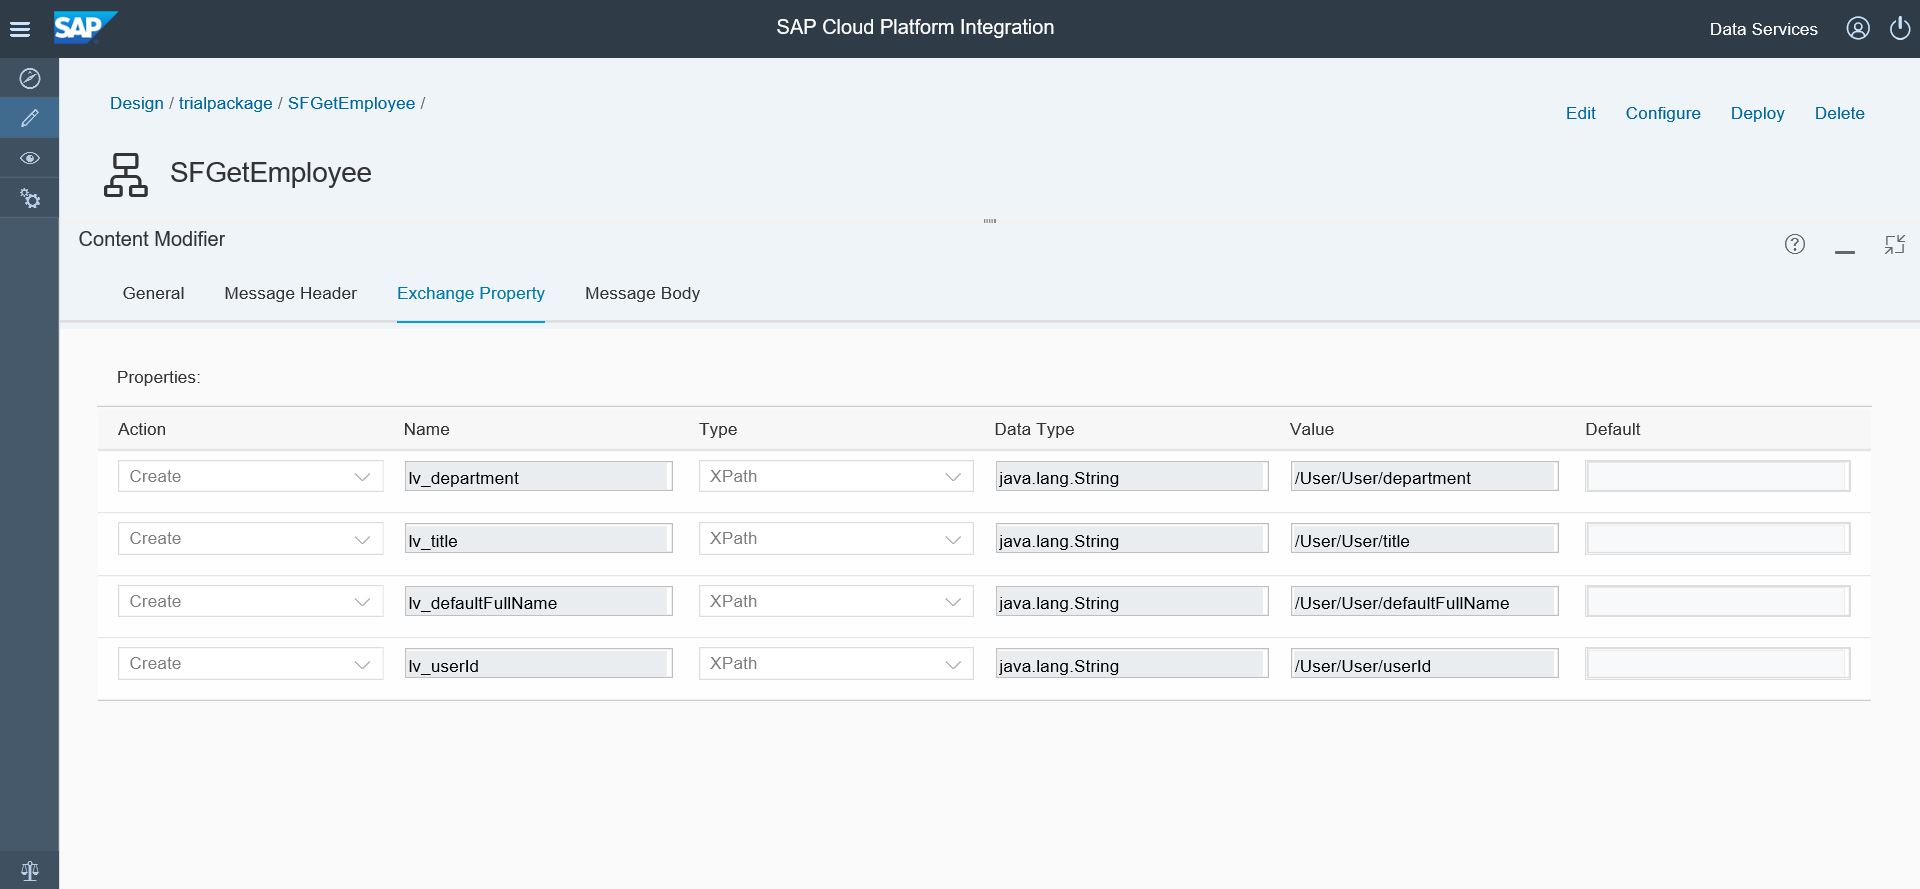 SAP
SAP Cloud Platform Integration
Data Services
Design / trialpackage / SFGetEmployee /
Edit Configure Deploy Delete
SFGetEmployee
Content Modifier
General Message Header Exchange Property Message Body
Properties:
Action Name Type Data Type Value Default
Create lv_department XPath java.lang.String /User/User/department
Create lv_title XPath java.lang.String /User/User/title
Create lv_defaultFullName XPath java.lang.String /User/User/defaultFullName
Create lv_userId XPath java.lang.String /User/User/userId